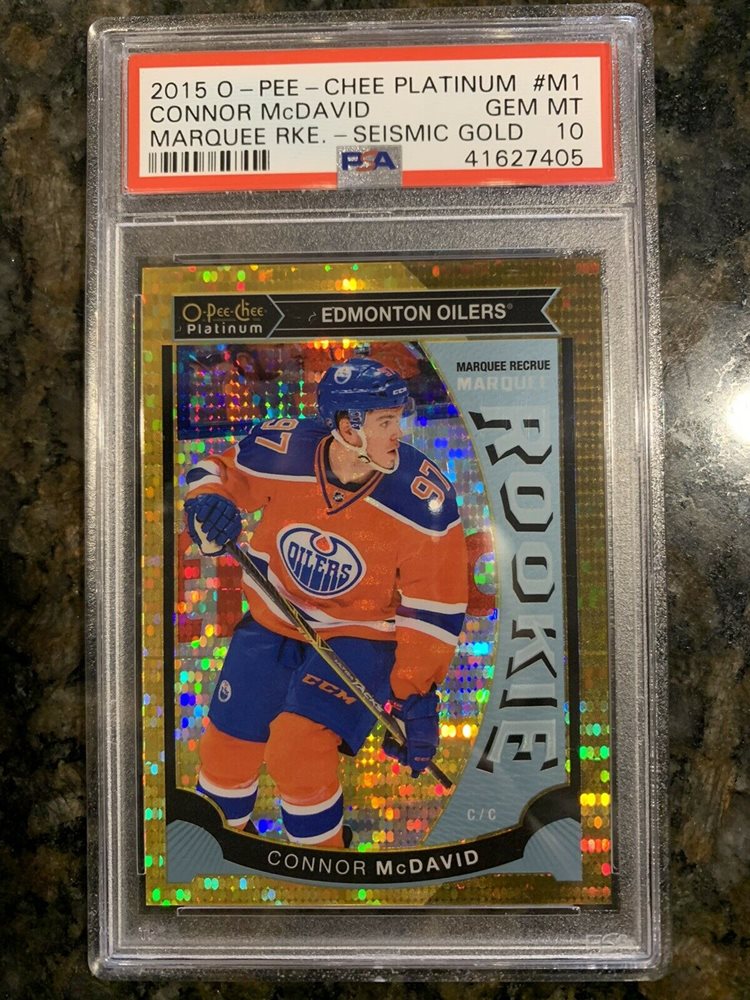 2015 O-PEE-CHEE PLATINUM #M1
CONNOR McDAVID GEM MT
MARQUEE RKE.-SEISMIC GOLD 10
PSA 41627405
O-Pee-Chee
Platinum
EDMONTON OILERS®
MARQUEE RECRUE
MARQUEE
ROOKIE
97
97
OILERS
CCM
C/C
CONNOR McDAVID